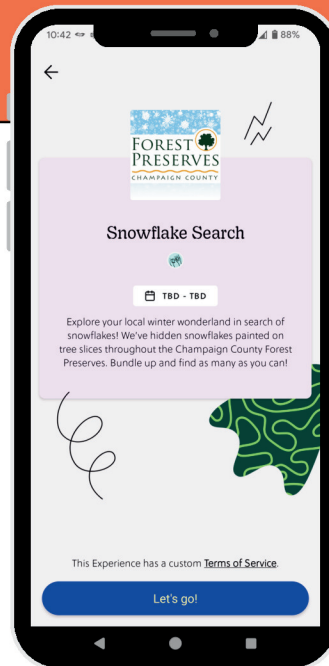 10:42
88%
FOREST
PRESERVES
CHAMPAIGN COUNTY
Snowflake Search
TBD - TBD
Explore your local winter wonderland in search of
snowflakes! We've hidden snowflakes painted on
tree slices throughout the Champaign County Forest
Preserves. Bundle up and find as many as you can!
This Experience has a custom Terms of Service.
Let's go!